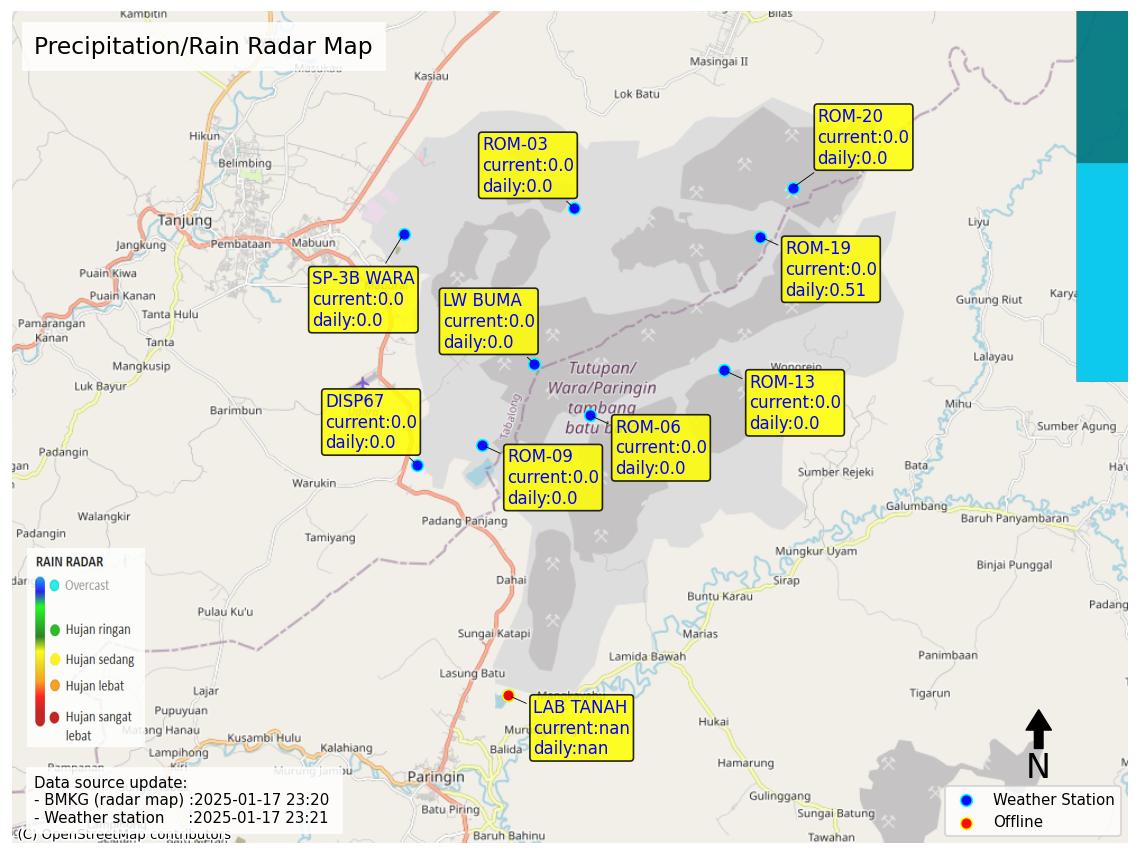 Kambitin
Bilas
Precipitation/Rain Radar Map
Masukau
Kasiau
Masingai II
Lok Batu
Hikun
Belimbing
ROM-03
current:0.0
daily:0.0
ROM-20
current:0.0
daily:0.0
Tanjung
Jangkung
Pembataan
Mabuun
Liyu
ROM-19
current:0.0
daily:0.51
Puain Kiwa
Puain Kanan
SP-3B WARA
current:0.0
daily:0.0
LW BUMA
current:0.0
daily:0.0
Gunung Riut
Karya
Tanta Hulu
Pamarangan
Kanan
Tanta
Mangkusip
Luk Bayur
Lalayau
Wonorejo
Tutupan/
Wara/Paringin
tambang
batu b
ROM-13
current:0.0
daily:0.0
DISP67
current:0.0
daily:0.0
Barimbun
Tabalong
ROM-06
current:0.0
daily:0.0
Mihu
Sumber Agung
Padangin
gan
ROM-09
current:0.0
daily:0.0
Warukin
Sumber Rejeki
Bata
Galumbang
Baruh Panyambaran
Walangkir
Padangin
Padang Panjang
Tamiyang
Mungkur Uyam
Binjai Punggal
RAIN RADAR
Overcast
Hujan ringan
Hujan sedang
Hujan lebat
Hujan sangat
lebat
dar
Dahai
Sirap
Buntu Karau
Padang
Pulau Ku'u
Sungai Katapi
Marias
Lamida Bawah
Panimbaan
Lasung Batu
Tigarun
Lajar
Pupuyuan
Matang Hanau
LAB TANAH
current:nan
daily:nan
Muru
Balida
Hukai
Kusambi Hulu
Kalahiang
Lampihong
Kiri
Murung Jambu
Pampanan
Paringin
Hamarung
N
Data source update:
- BMKG (radar map) :2025-01-17 23:20
- Weather station :2025-01-17 23:21
(C) OpenStreetMap contributors
Batu Piring
Baruh Bahinu
Gulinggang
Sungai Batung
Tawahan
Weather Station
Offline